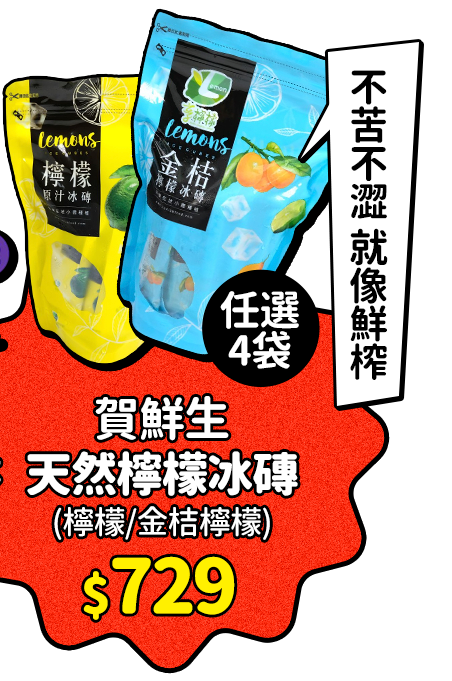 Lemons
檸檬
原汁冰磚
Lemon
Lemons
金桔
檸檬冰磚
不苦不澀 就像鮮榨
任選
4袋
賀鮮生
天然檸檬冰磚
(檸檬/金桔檸檬)
$729